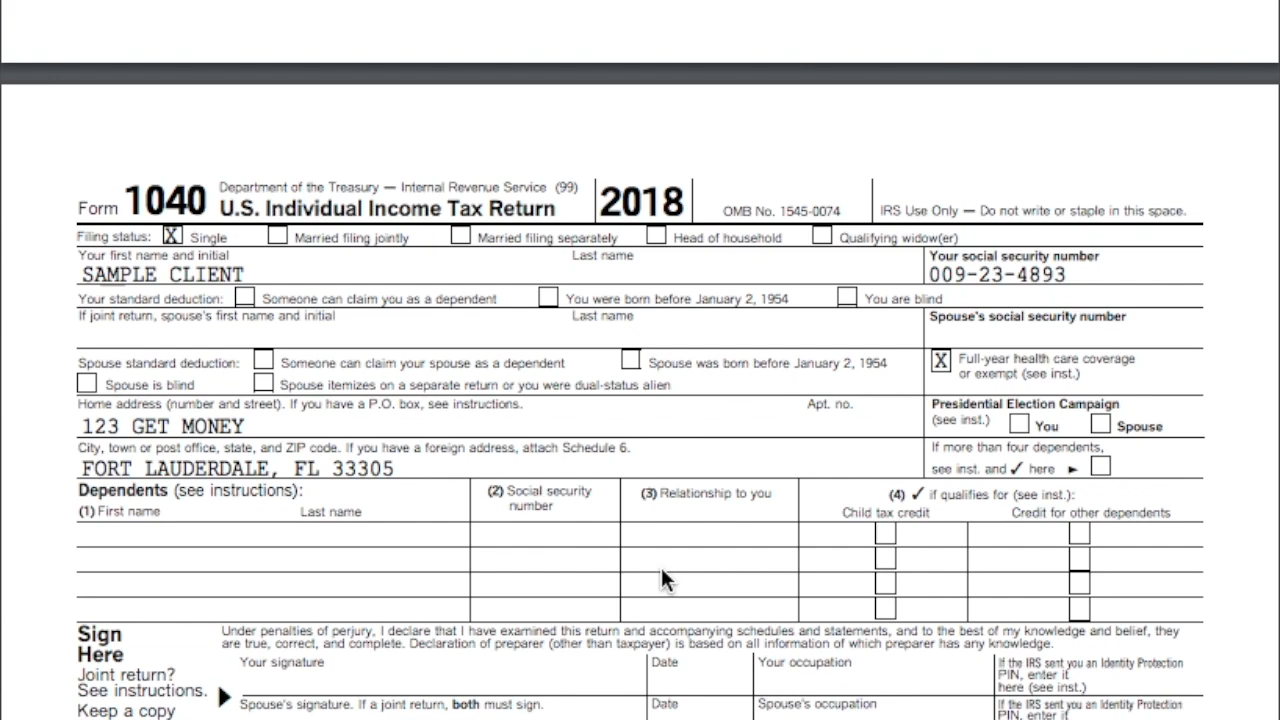 Form 1040 Department of the Treasury — Internal Revenue Service (99)
U.S. Individual Income Tax Return 2018 OMB No. 1545-0074 IRS Use Only — Do not write or staple in this space.
Filing status: X Single Married filing jointly Married filing separately Head of household Qualifying widow(er)
Your first name and initial Last name Your social security number
SAMPLE CLIENT 009-23-4893
Your standard deduction: Someone can claim you as a dependent You were born before January 2, 1954 You are blind
If joint return, spouse's first name and initial Last name Spouse's social security number
Spouse standard deduction: Someone can claim your spouse as a dependent Spouse was born before January 2, 1954 X Full-year health care coverage
or exempt (see inst.)
Spouse is blind Spouse itemizes on a separate return or you were dual-status alien
Home address (number and street). If you have a P.O. box, see instructions. Apt. no. Presidential Election Campaign
123 GET MONEY (see inst.) You Spouse
City, town or post office, state, and ZIP code. If you have a foreign address, attach Schedule 6. If more than four dependents,
FORT LAUDERDALE, FL 33305 see inst. and ✓ here ►
Dependents (see instructions): (2) Social security number (3) Relationship to you (4) ✓ if qualifies for (see inst.):
(1) First name Last name Child tax credit Credit for other dependents
Sign Here
Under penalties of perjury, I declare that I have examined this return and accompanying schedules and statements, and to the best of my knowledge and belief, they
are true, correct, and complete. Declaration of preparer (other than taxpayer) is based on all information of which preparer has any knowledge.
Joint return?
See instructions.
Keep a copy
Your signature Date Your occupation If the IRS sent you an Identity Protection
PIN, enter it
here (see inst.)
Spouse's signature. If a joint return, both must sign. Date Spouse's occupation If the IRS sent you an Identity Protection
PIN, enter it